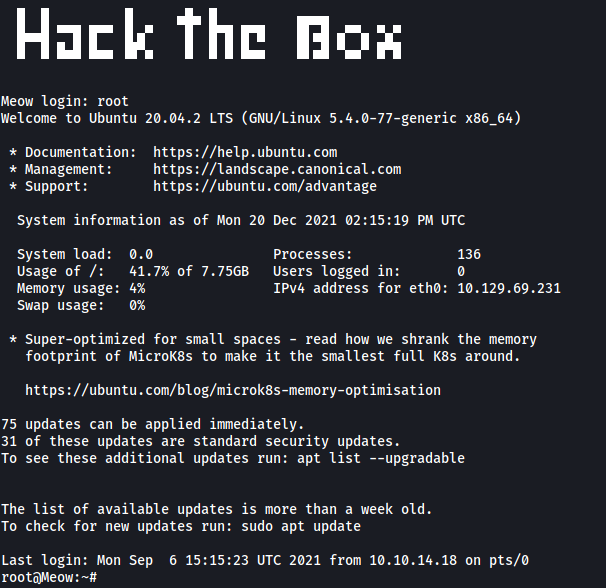 Hack the Box
Meow login: root
Welcome to Ubuntu 20.04.2 LTS (GNU/Linux 5.4.0-77-generic x86_64)
* Documentation:  https://help.ubuntu.com
* Management:     https://landscape.canonical.com
* Support:        https://ubuntu.com/advantage
System information as of Mon 20 Dec 2021 02:15:19 PM UTC
System load:  0.0               Processes:             136
Usage of /:   41.7% of 7.75GB   Users logged in:       0
Memory usage: 4%                IPv4 address for eth0: 10.129.69.231
Swap usage:   0%
* Super-optimized for small spaces - read how we shrank the memory
footprint of MicroK8s to make it the smallest full K8s around.
https://ubuntu.com/blog/microk8s-memory-optimisation
75 updates can be applied immediately.
31 of these updates are standard security updates.
To see these additional updates run: apt list --upgradable
The list of available updates is more than a week old.
To check for new updates run: sudo apt update
Last login: Mon Sep  6 15:15:23 UTC 2021 from 10.10.14.18 on pts/0
root@Meow:~#